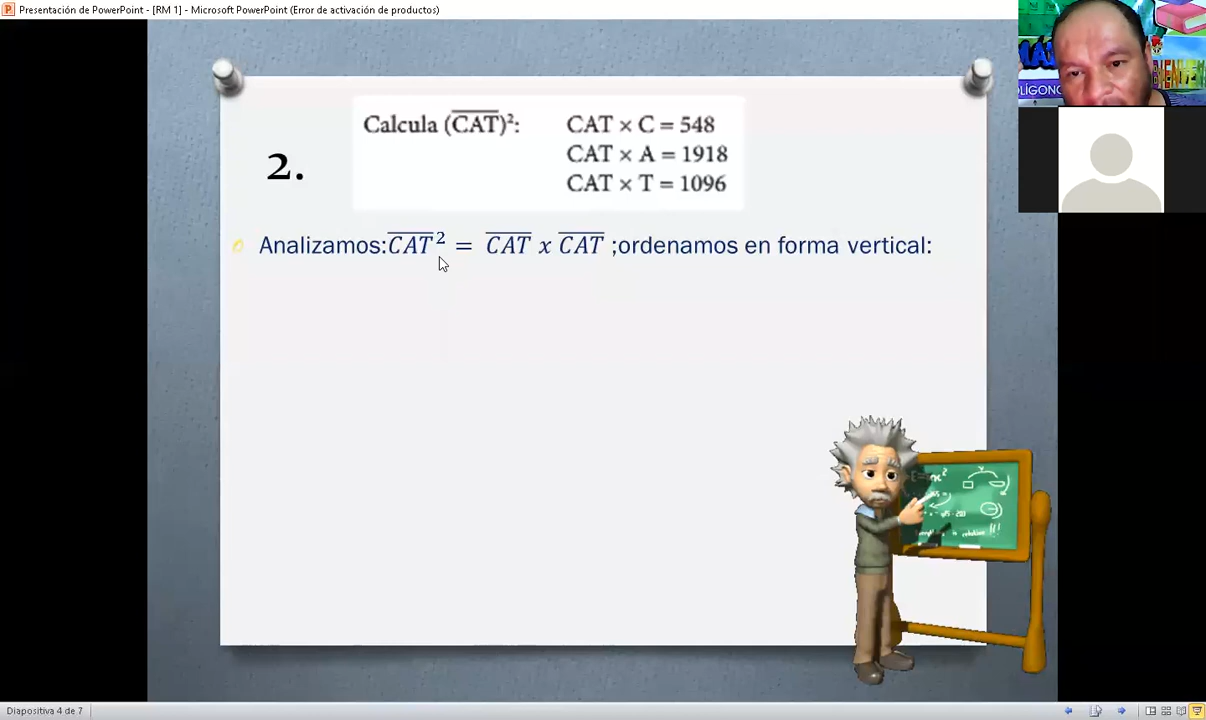 Presentación de PowerPoint - [RM 1] - Microsoft PowerPoint (Error de activación de productos)
Calcula (CAT)²: CAT × C = 548
CAT × A = 1918
CAT × T = 1096
2.
Analizamos: CAT² = CAT x CAT ;ordenamos en forma vertical:
Diapositiva 4 de 7